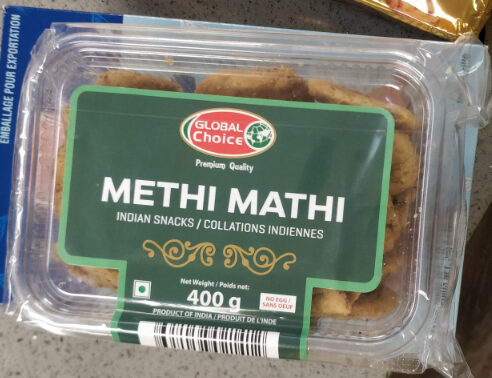 EMBALLAGE POUR EXPORTATION
GLOBAL
Choice
Premium Quality
METHI MATHI
INDIAN SNACKS / COLLATIONS INDIENNES
Net Weight / Poids net:
400 g
NO EGG /
SANS OEUF
PRODUCT OF INDIA / PRODUIT DE L'INDE